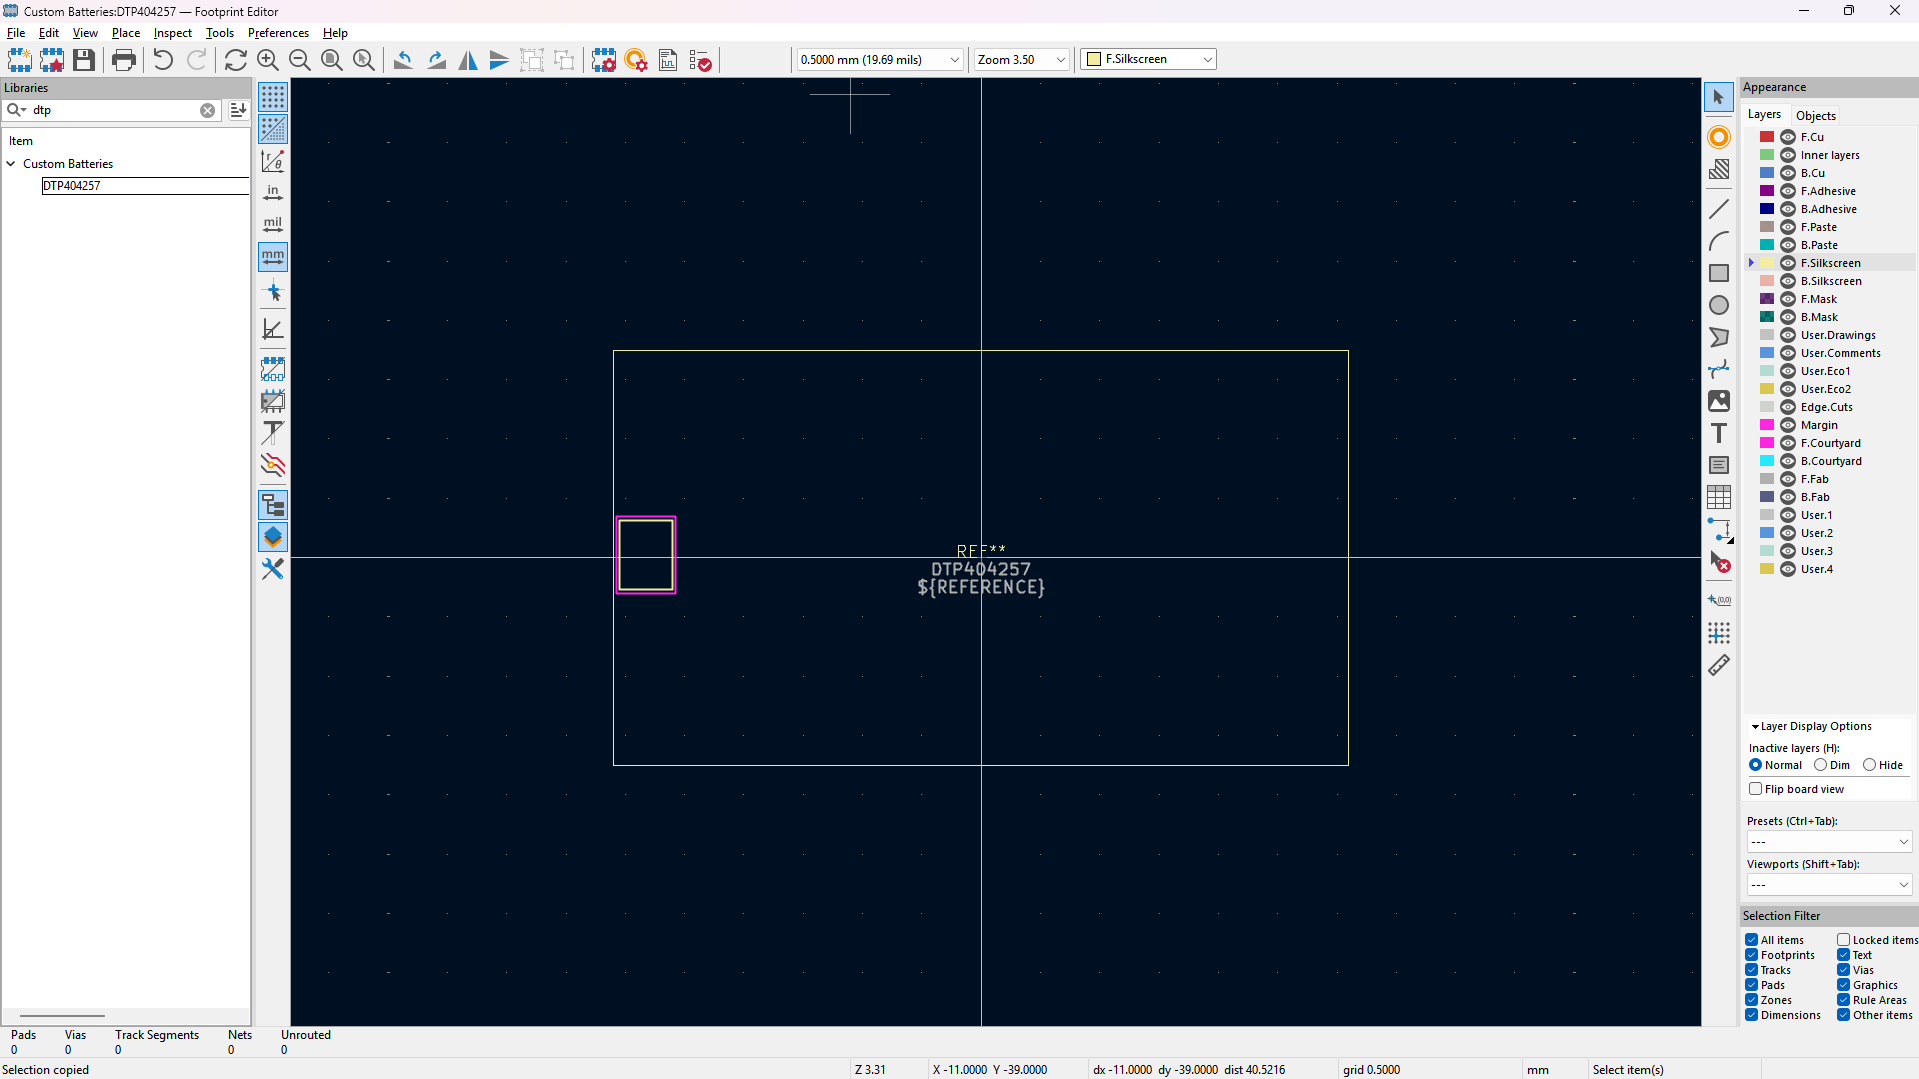 Custom Batteries:DTP404257 — Footprint Editor
File Edit View Place Inspect Tools Preferences Help
0.5000 mm (19.69 mils)
Zoom 3.50
F.Silkscreen
Libraries
dtp
Item
Custom Batteries
DTP404257
r
θ
in
mil
mm
REF**
DTP404257
${REFERENCE}
T
(0,0)
Appearance
Layers Objects
F.Cu
Inner layers
B.Cu
F.Adhesive
B.Adhesive
F.Paste
B.Paste
F.Silkscreen
B.Silkscreen
F.Mask
B.Mask
User.Drawings
User.Comments
User.Eco1
User.Eco2
Edge.Cuts
Margin
F.Courtyard
B.Courtyard
F.Fab
B.Fab
User.1
User.2
User.3
User.4
Layer Display Options
Inactive layers (H):
Normal Dim Hide
Flip board view
Presets (Ctrl+Tab):
---
Viewports (Shift+Tab):
---
Selection Filter
All items Locked items
Footprints Text
Tracks Vias
Pads Graphics
Zones Rule Areas
Dimensions Other items
Pads Vias Track Segments Nets Unrouted
0 0 0 0 0
Selection copied Z 3.31 X -11.0000 Y -39.0000 dx -11.0000 dy -39.0000 dist 40.5216 grid 0.5000 mm Select item(s)